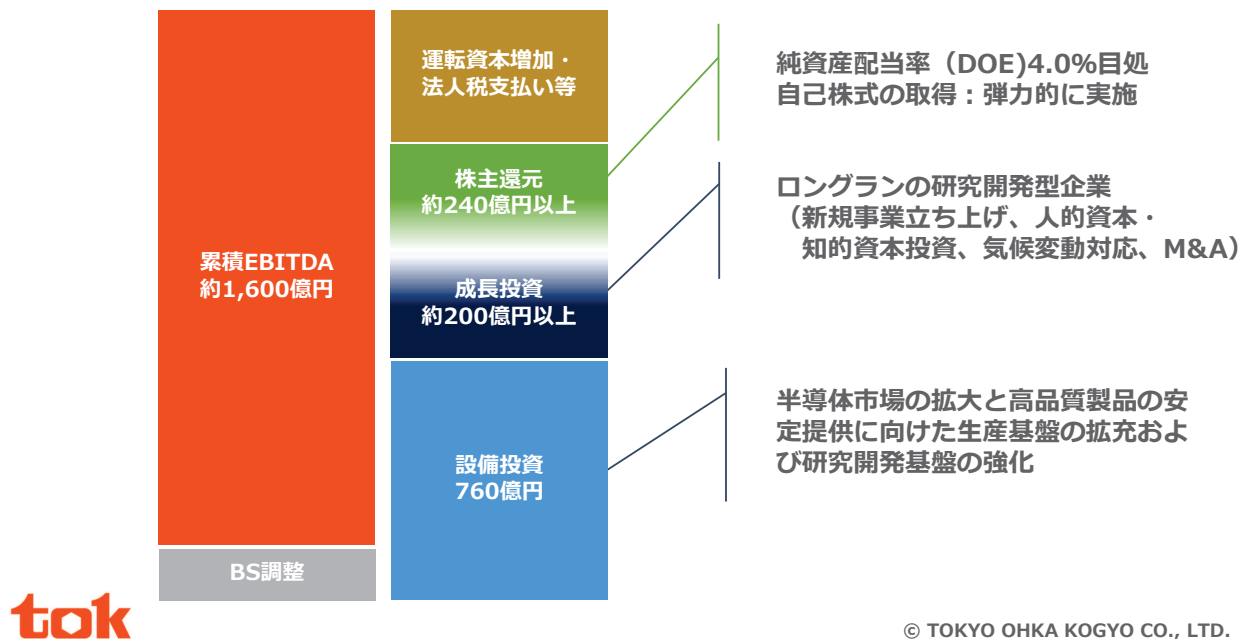 累積EBITDA
約1,600億円
BS調整
運転資本増加・
法人税支払い等
株主還元
約240億円以上
成長投資
約200億円以上
設備投資
760億円
純資産配当率（DOE)4.0%目処
自己株式の取得：弾力的に実施
ロングランの研究開発型企業
（新規事業立ち上げ、人的資本・
知的資本投資、気候変動対応、M&A）
半導体市場の拡大と高品質製品の安
定提供に向けた生産基盤の拡充およ
び研究開発基盤の強化
tok
© TOKYO OHKA KOGYO CO., LTD.